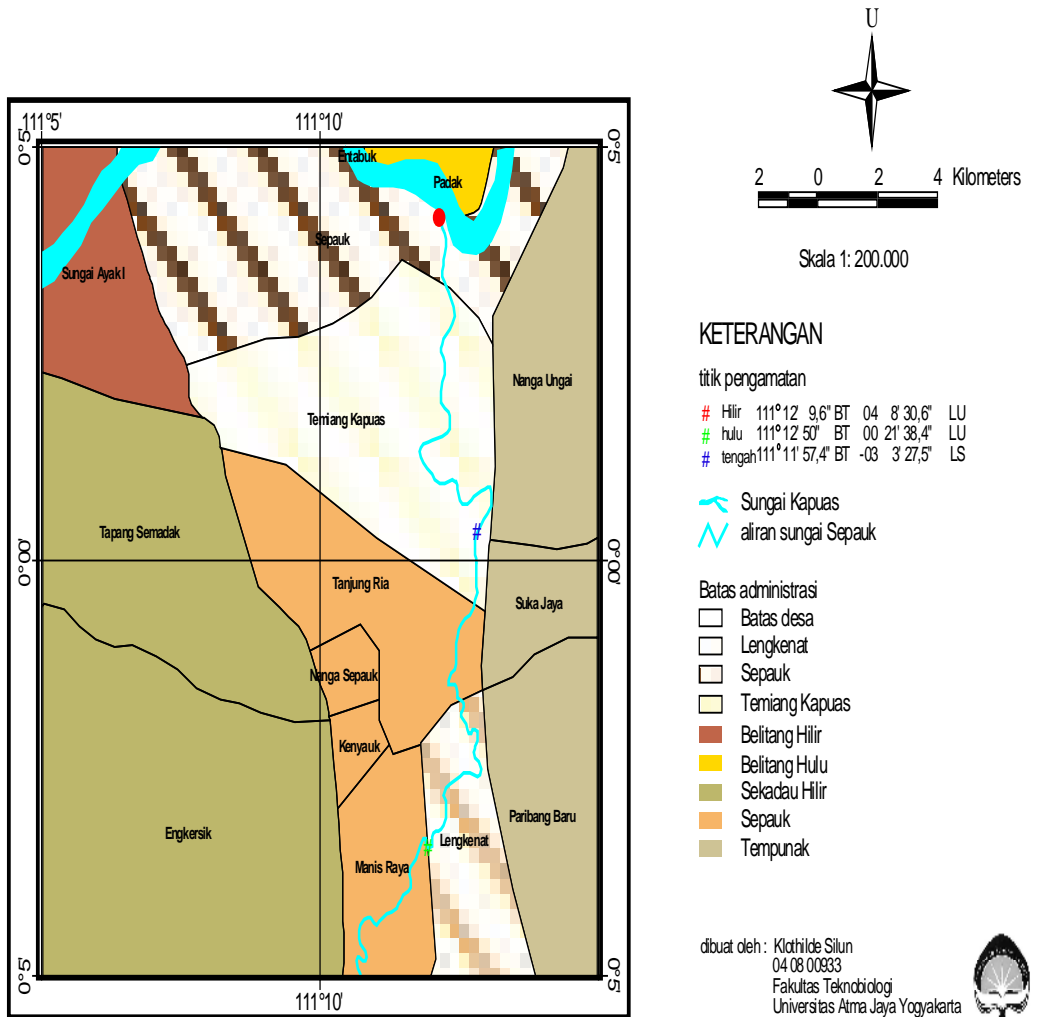 U
111°5'
111°10'
0°5'
0°5'
Entabuk
Padak
2 0 2 4 Kilometers
Sepauk
Skala 1: 200.000
Sungai Ayak I
KETERANGAN
titik pengamatan
Nanga Ungai
# Hilir 111° 12' 9,6" BT 04 8' 30,6" LU
# hulu 111° 12' 50" BT 00 21' 38,4" LU
# tengah 111° 11' 57,4" BT -03 3' 27,5" LS
Temiang Kapuas
Sungai Kapuas
aliran sungai Sepauk
Tapang Semadak
#
0°00'
0°00'
Tanjung Ria
Suka Jaya
Batas administrasi
Batas desa
Lengkenat
Sepauk
Temiang Kapuas
Belitang Hilir
Belitang Hulu
Sekadau Hilir
Sepauk
Tempunak
Nanga Sepauk
Kenyauk
Engkersik
Paribang Baru
Lengkenat
#
Manis Raya
0°5'
0°5'
111°10'
dibuat oleh : Klothilde Silun
04 08 00933
Fakultas Teknobiologi
Universitas Atma Jaya Yogyakarta